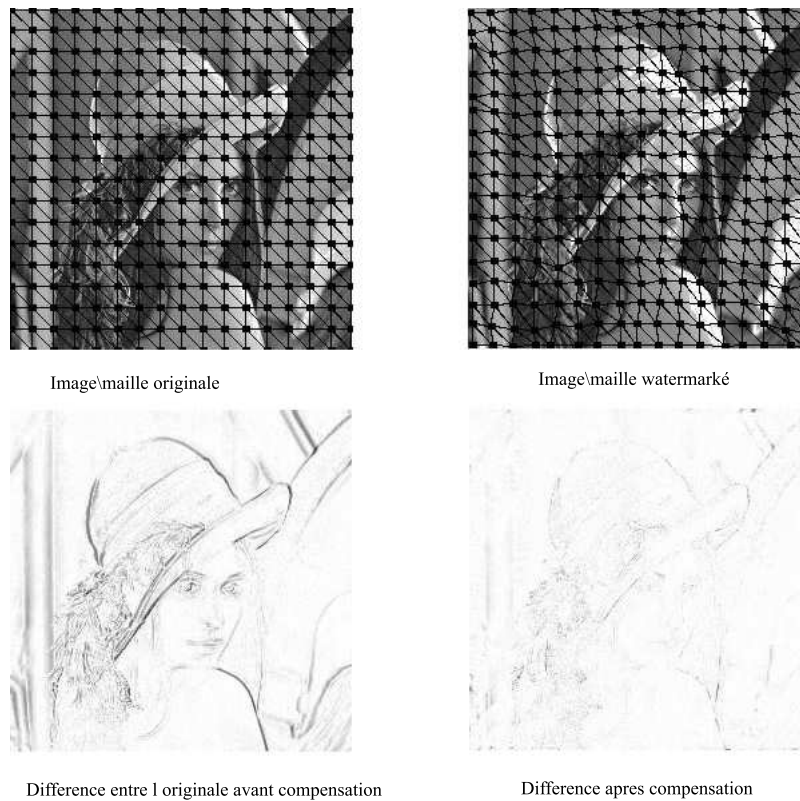 Image\maille originale
Image\maille watermarké
Difference entre l originale avant compensation
Difference apres compensation